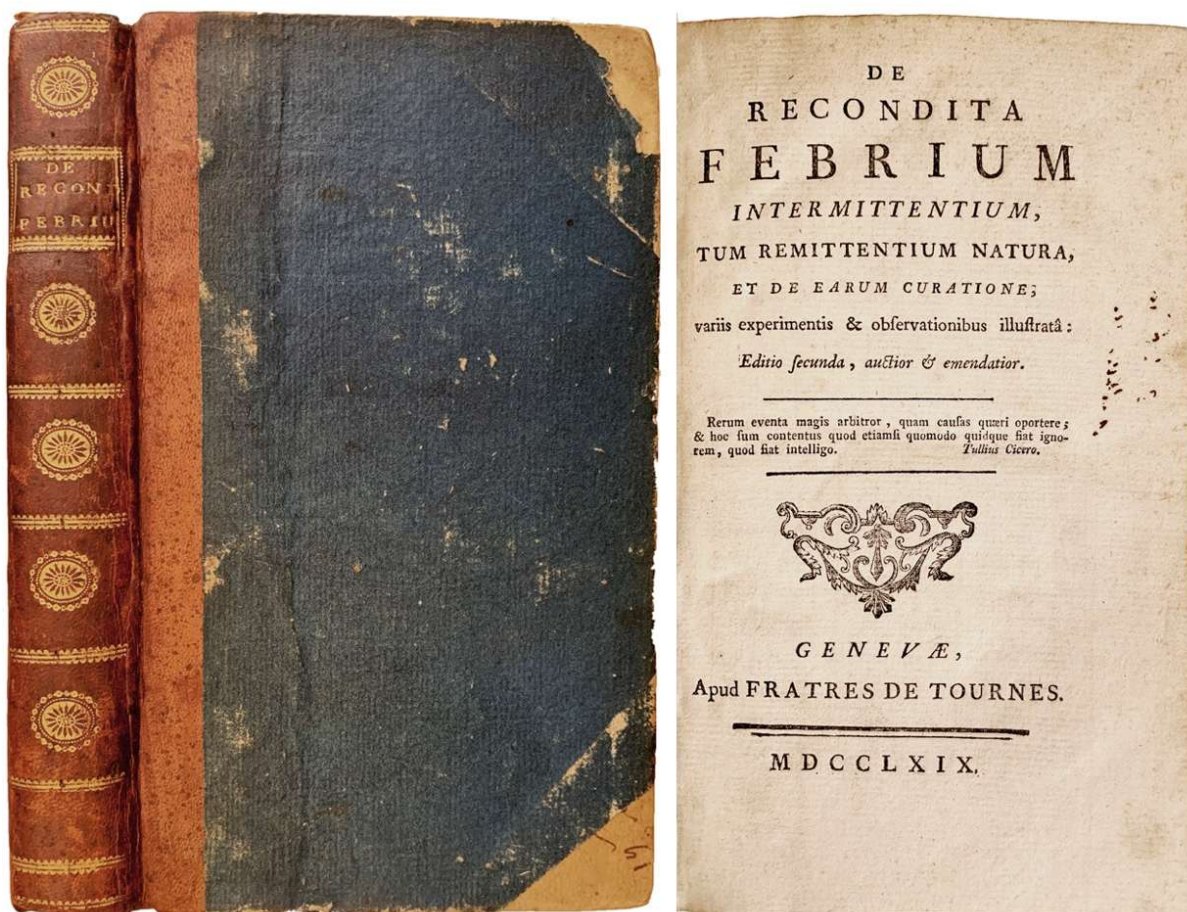 DE
RECOND
FEBRIU
DE
RECONDITA
FEBRIUM
INTERMITTENTIUM,
TUM REMITTENTIUM NATURA,
ET DE EARUM CURATIONE;
variis experimentis & obſervationibus illuſtratâ:
Editio ſecunda, auctior & emendatior.
Rerum eventa magis arbitror, quam cauſas quæri oportere;
& hoc ſum contentus quod etiamſi quomodo quidque fiat igno-
rem, quod fiat intelligo. Tullius Cicero.
GENEVÆ,
Apud FRATRES DE TOURNES.
MDCCLXIX.